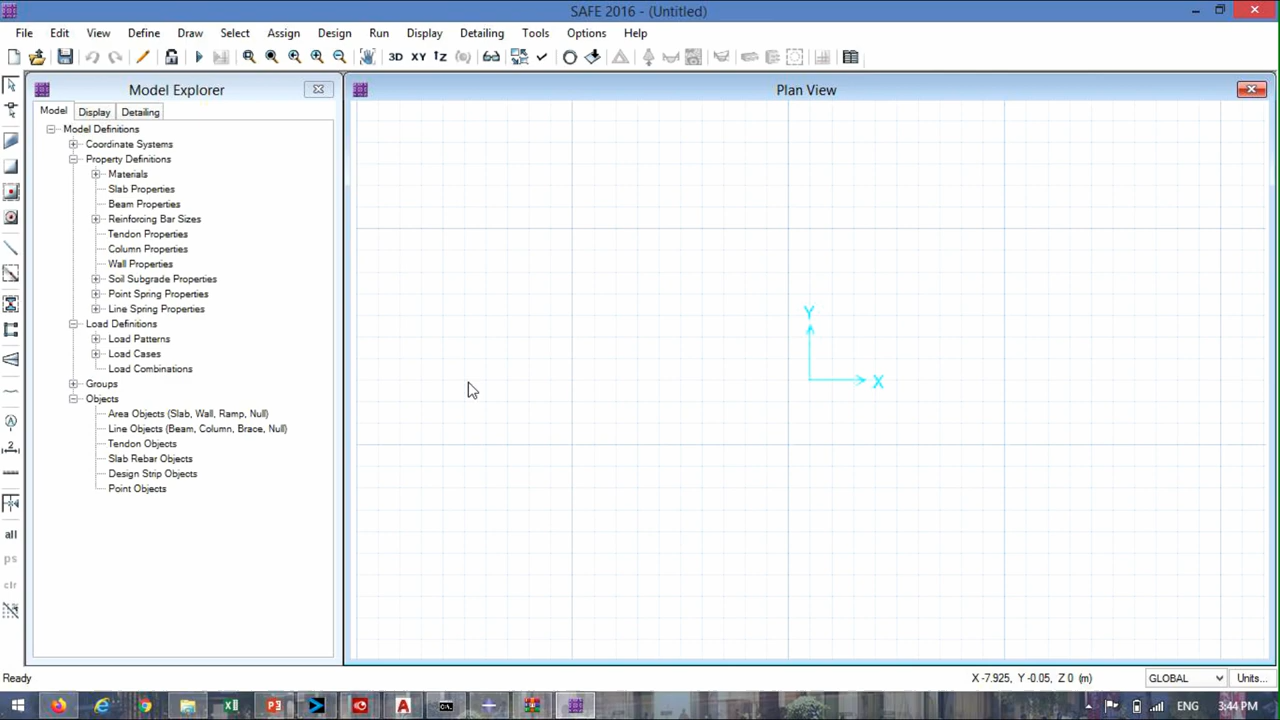 SAFE 2016 - (Untitled)
File Edit View Define Draw Select Assign Design Run Display Detailing Tools Options Help
3D XY
Model Explorer
Plan View
Model Display Detailing
Model Definitions
Coordinate Systems
Property Definitions
Materials
Slab Properties
Beam Properties
Reinforcing Bar Sizes
Tendon Properties
Column Properties
Wall Properties
Soil Subgrade Properties
Point Spring Properties
Line Spring Properties
Load Definitions
Load Patterns
Load Cases
Load Combinations
Groups
Objects
Area Objects (Slab, Wall, Ramp, Null)
Line Objects (Beam, Column, Brace, Null)
Tendon Objects
Slab Rebar Objects
Design Strip Objects
Point Objects
Y
X
all
ps
clr
Ready
X -7.925, Y -0.05, Z 0 (m)
GLOBAL
Units...
ENG
3:44 PM